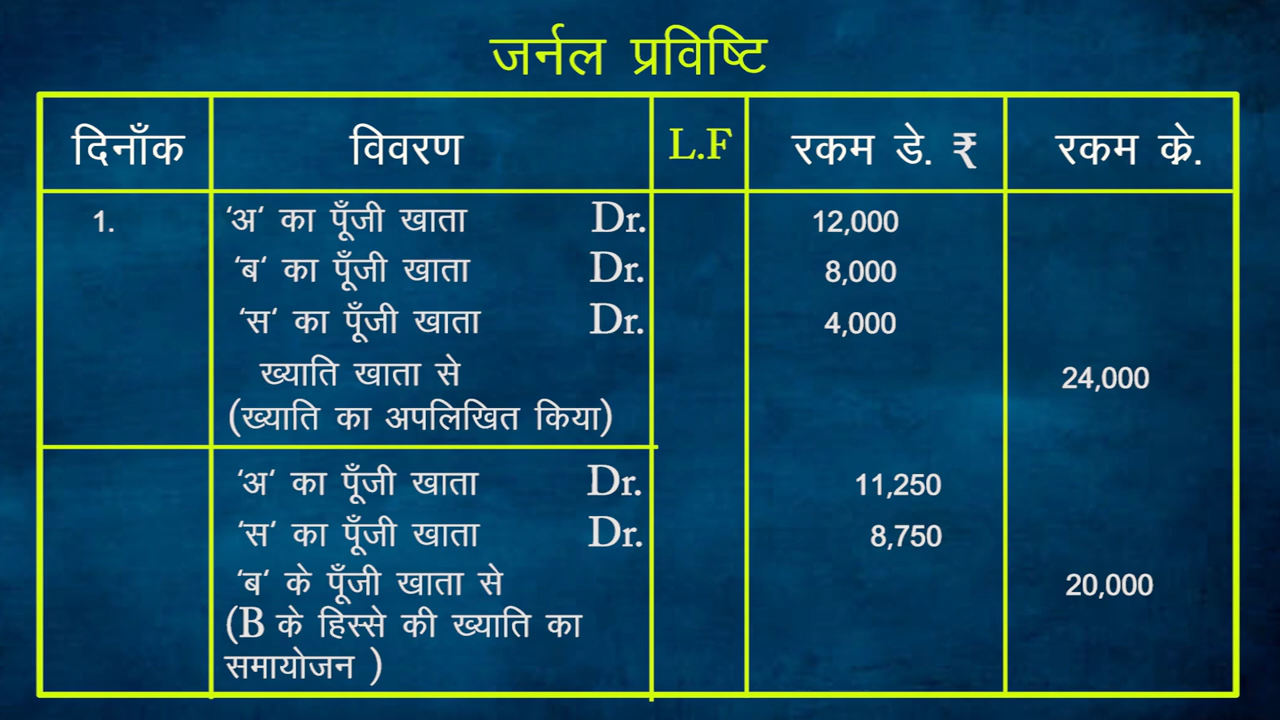 जर्नल प्रविष्टि
दिनाँक विवरण L.F रकम डे. ₹ रकम के.
1. ‘अ‘ का पूँजी खाता Dr. 12,000
‘ब‘ का पूँजी खाता Dr. 8,000
‘स‘ का पूँजी खाता Dr. 4,000
ख्याति खाता से 24,000
(ख्याति का अपलिखित किया)
‘अ‘ का पूँजी खाता Dr. 11,250
‘स‘ का पूँजी खाता Dr. 8,750
‘ब‘ के पूँजी खाता से 20,000
(B के हिस्से की ख्याति का
समायोजन )